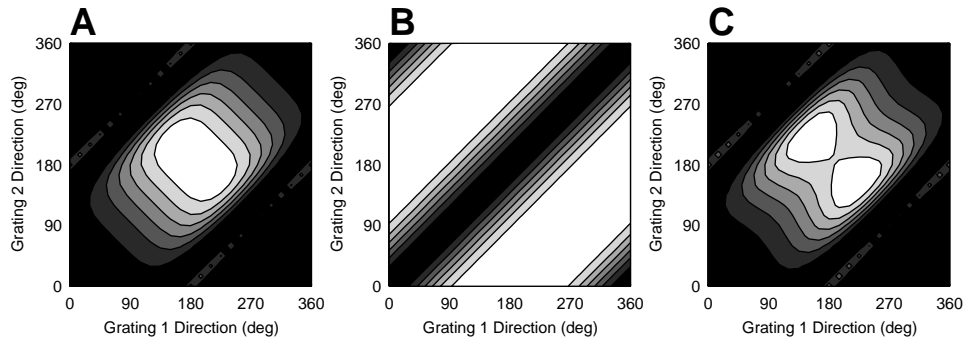 A
B
C
360
270
180
90
0
Grating 2 Direction (deg)
0 90 180 270 360
Grating 1 Direction (deg)
360
270
180
90
0
Grating 2 Direction (deg)
0 90 180 270 360
Grating 1 Direction (deg)
360
270
180
90
0
Grating 2 Direction (deg)
0 90 180 270 360
Grating 1 Direction (deg)